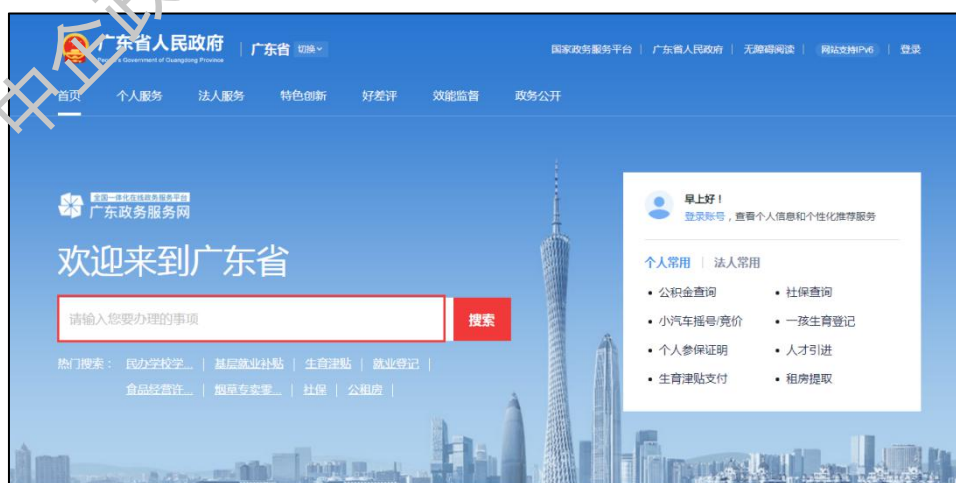 中企政
广东省人民政府
People's Government of Guangdong Province
广东省 切换
国家政务服务平台 | 广东省人民政府 | 无障碍阅读 | 网站支持IPv6 | 登录
首页 个人服务 法人服务 特色创新 好差评 效能监督 政务公开
全国一体化在线政务服务平台
广东政务服务网
欢迎来到广东省
请输入您要办理的事项
搜索
热门搜索： 民办学校学... | 基层就业补贴 | 生育津贴 | 就业登记 |
食品经营许... | 烟草专卖零... | 社保 | 公租房 |
早上好！
登录账号，查看个人信息和个性化推荐服务
个人常用 | 法人常用
• 公积金查询 • 社保查询
• 小汽车摇号/竞价 • 一孩生育登记
• 个人参保证明 • 人才引进
• 生育津贴支付 • 租房提取